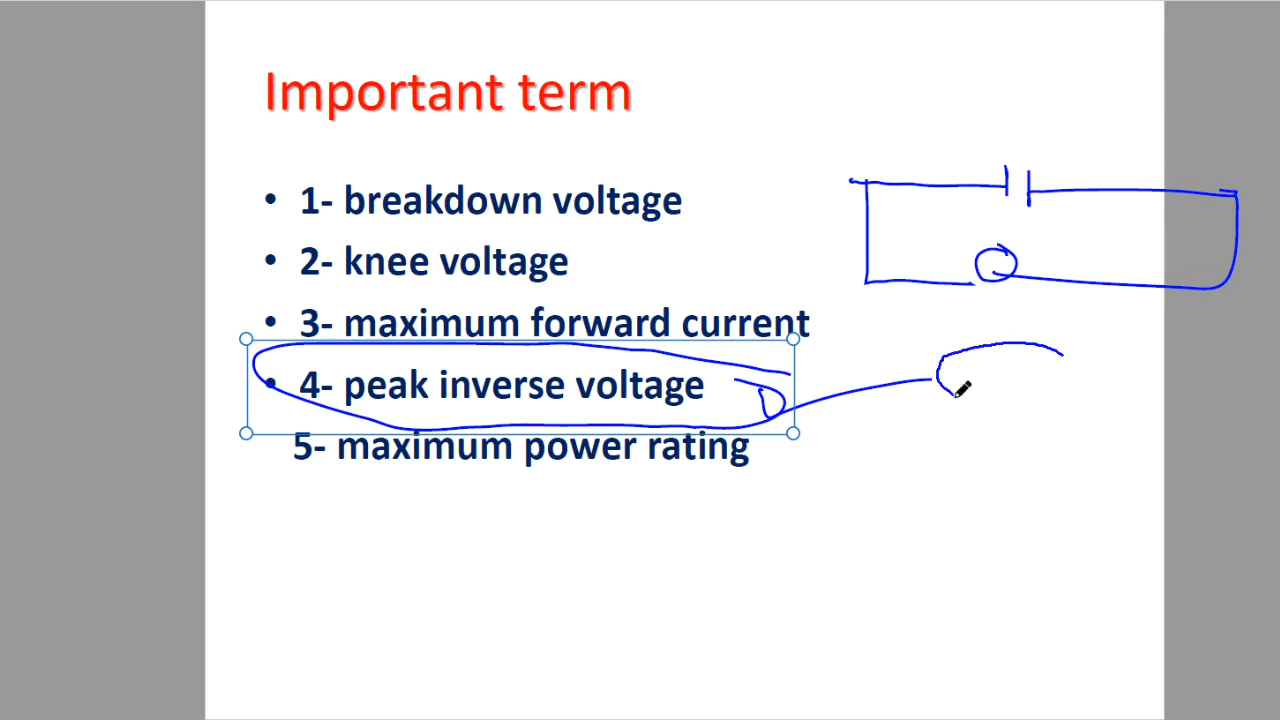 Important term
• 1- breakdown voltage
• 2- knee voltage
• 3- maximum forward current
• 4- peak inverse voltage
5- maximum power rating